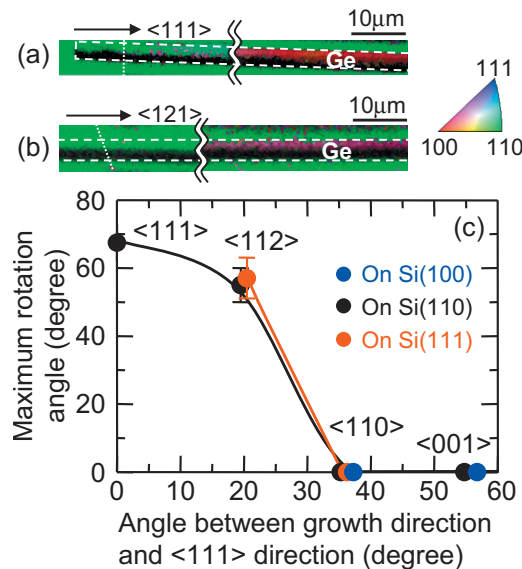 10μm
(a)
<111>
Ge
111
10μm
(b)
<121>
Ge
100
110
80
(c)
<111>
<112>
60
On Si(100)
On Si(110)
40
On Si(111)
20
<110>
<001>
0
0
10
20
30
40
50
60
Maximum rotation
angle (degree)
Angle between growth direction
and <111> direction (degree)